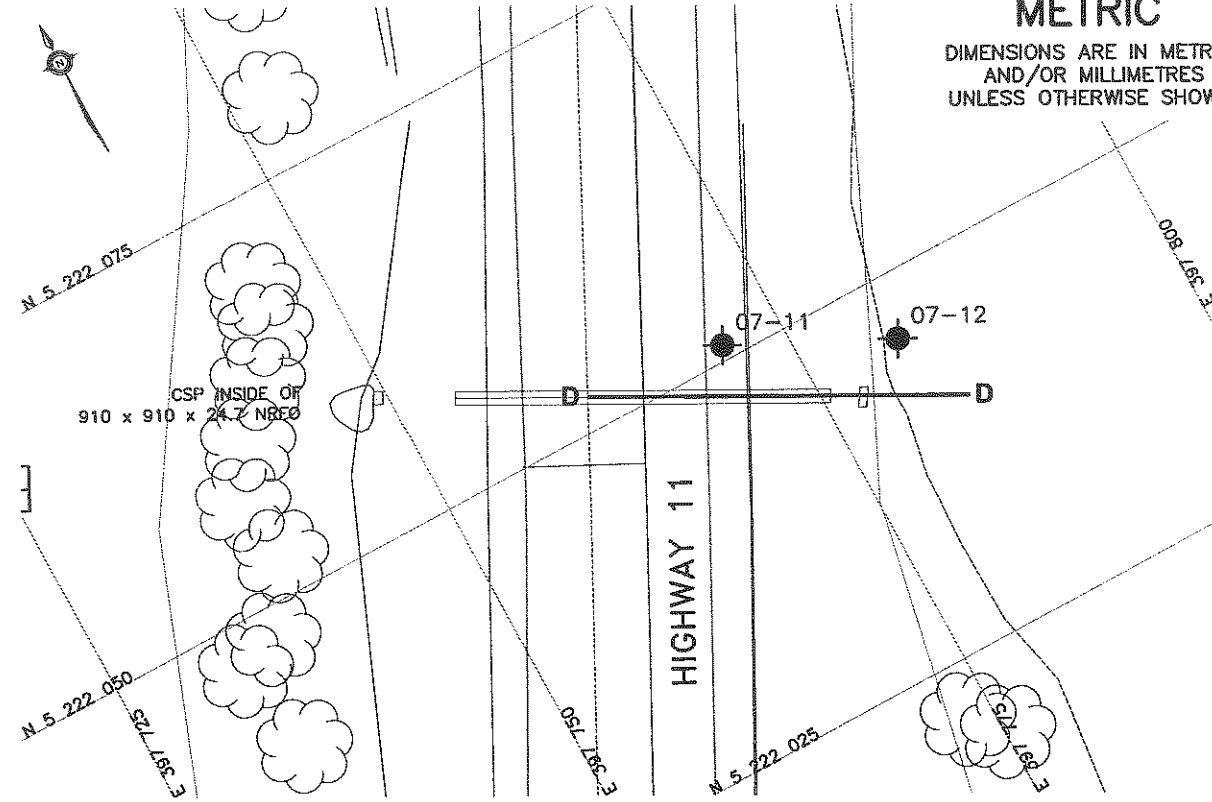 METRIC
DIMENSIONS ARE IN METR
AND/OR MILLIMETRES
UNLESS OTHERWISE SHOW
N
N 5 222 075
E 397 800
07-11
07-12
CSP INSIDE OF
910 x 910 x 24.7 NRFO
D
D
HIGHWAY 11
N 5 222 050
E 397 725
E 397 750
N 5 222 025
E 397 775